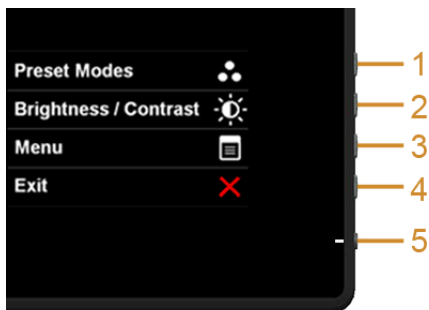 Preset Modes 1
Brightness / Contrast 2
Menu 3
Exit 4
5